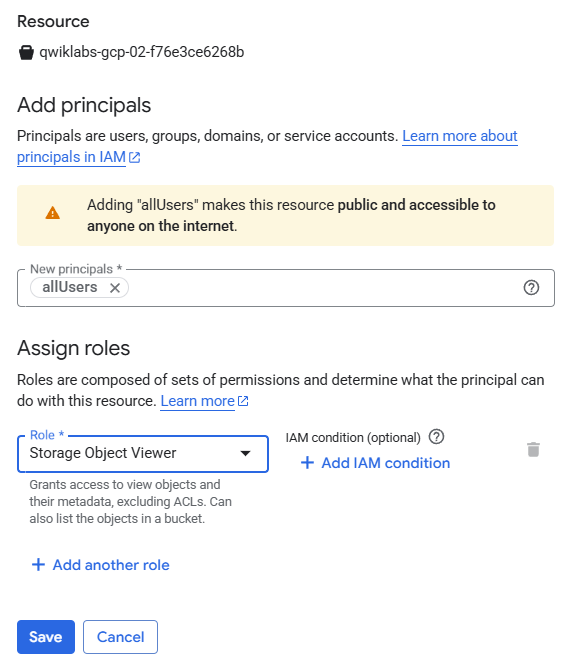 Resource
qwiklabs-gcp-02-f76e3ce6268b
Add principals
Principals are users, groups, domains, or service accounts. Learn more about
principals in IAM
Adding "allUsers" makes this resource public and accessible to
anyone on the internet.
New principals *
allUsers
Assign roles
Roles are composed of sets of permissions and determine what the principal can
do with this resource. Learn more
Role *
Storage Object Viewer
IAM condition (optional)
+ Add IAM condition
Grants access to view objects and
their metadata, excluding ACLs. Can
also list the objects in a bucket.
+ Add another role
Save Cancel